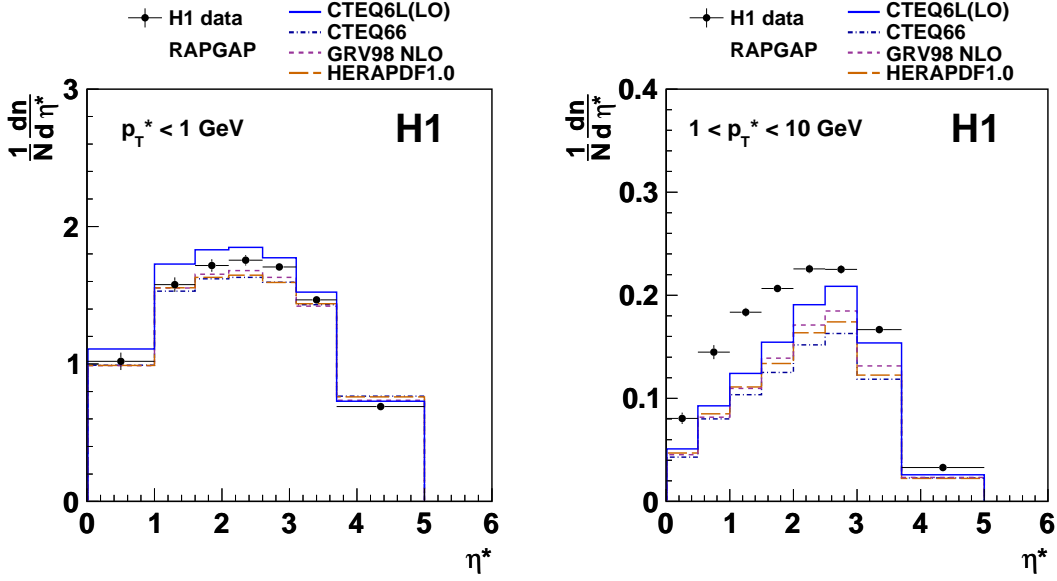 H1 data
RAPGAP
CTEQ6L(LO)
CTEQ66
GRV98 NLO
HERAPDF1.0
1 dn
N d η*
p_T* < 1 GeV
H1
3
2
1
0
0 1 2 3 4 5 6
η*
H1 data
RAPGAP
CTEQ6L(LO)
CTEQ66
GRV98 NLO
HERAPDF1.0
1 dn
N d η*
1 < p_T* < 10 GeV
H1
0.4
0.3
0.2
0.1
0
0 1 2 3 4 5 6
η*